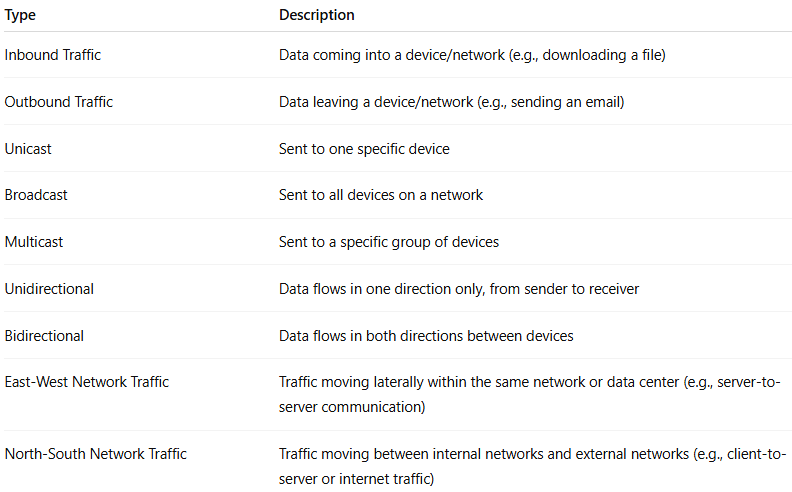 Type Description
Inbound Traffic Data coming into a device/network (e.g., downloading a file)
Outbound Traffic Data leaving a device/network (e.g., sending an email)
Unicast Sent to one specific device
Broadcast Sent to all devices on a network
Multicast Sent to a specific group of devices
Unidirectional Data flows in one direction only, from sender to receiver
Bidirectional Data flows in both directions between devices
East-West Network Traffic Traffic moving laterally within the same network or data center (e.g., server-to-
server communication)
North-South Network Traffic Traffic moving between internal networks and external networks (e.g., client-to-
server or internet traffic)